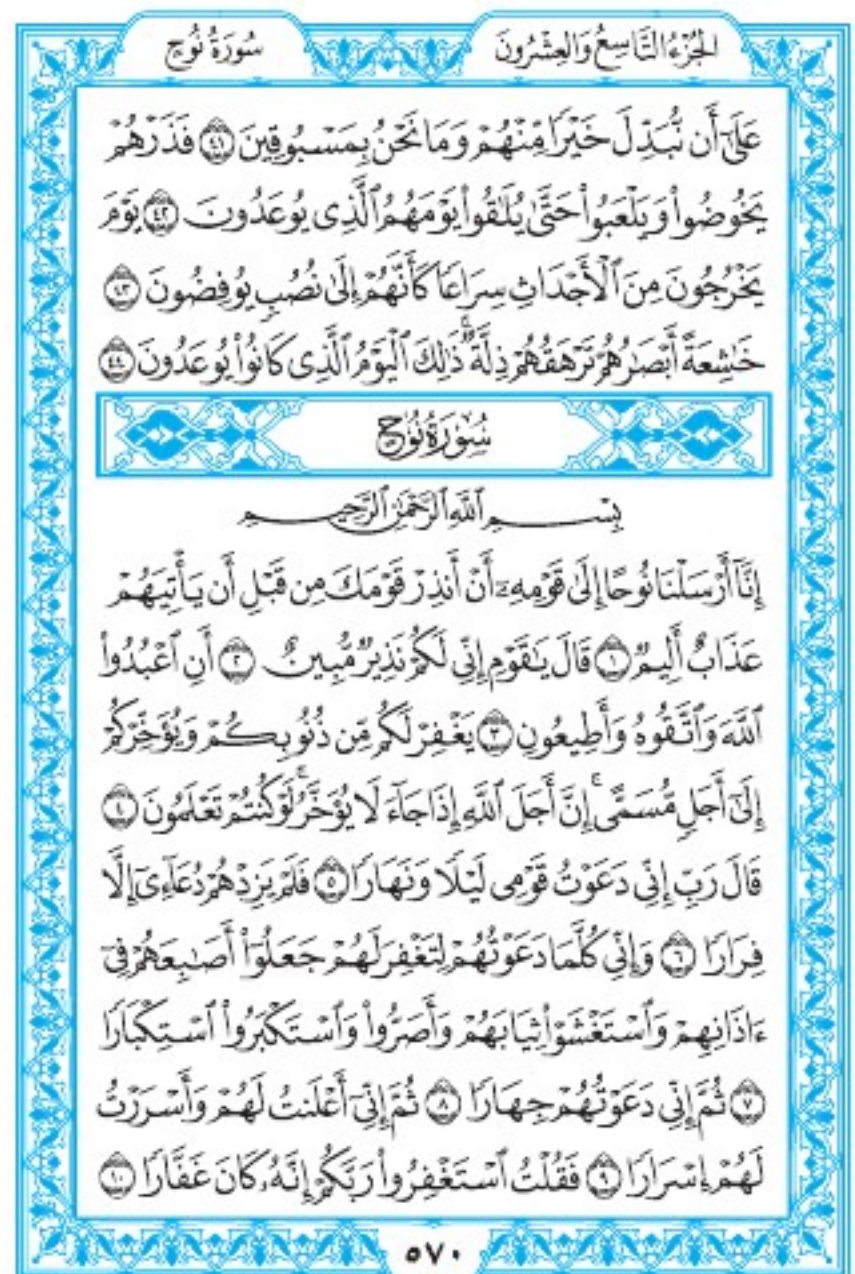 الجُزْءُ التَّاسِعُ وَالعِشْرُونَ سُورَةُ نُوحٍ
عَلَىٰٓ أَن نُّبَدِّلَ خَيْرًا مِّنْهُمْ وَمَا نَحْنُ بِمَسْبُوقِينَ ٤١ فَذَرْهُمْ
يَخُوضُوا۟ وَيَلْعَبُوا۟ حَتَّىٰ يُلَٰقُوا۟ يَوْمَهُمُ ٱلَّذِى يُوعَدُونَ ٤٢ يَوْمَ
يَخْرُجُونَ مِنَ ٱلْأَجْدَاثِ سِرَاعًا كَأَنَّهُمْ إِلَىٰ نُصُبٍ يُوفِضُونَ ٤٣
خَٰشِعَةً أَبْصَٰرُهُمْ تَرْهَقُهُمْ ذِلَّةٌ ۚ ذَٰلِكَ ٱلْيَوْمُ ٱلَّذِى كَانُوا۟ يُوعَدُونَ ٤٤
سُورَةُ نُوحٍ
بِسْمِ ٱللَّهِ ٱلرَّحْمَٰنِ ٱلرَّحِيمِ
إِنَّآ أَرْسَلْنَا نُوحًا إِلَىٰ قَوْمِهِۦٓ أَنْ أَنذِرْ قَوْمَكَ مِن قَبْلِ أَن يَأْتِيَهُمْ
عَذَابٌ أَلِيمٌ ١ قَالَ يَٰقَوْمِ إِنِّى لَكُمْ نَذِيرٌ مُّبِينٌ ٢ أَنِ ٱعْبُدُوا۟
ٱللَّهَ وَٱتَّقُوهُ وَأَطِيعُونِ ٣ يَغْفِرْ لَكُم مِّن ذُنُوبِكُمْ وَيُؤَخِّرْكُمْ
إِلَىٰٓ أَجَلٍ مُّسَمًّى ۚ إِنَّ أَجَلَ ٱللَّهِ إِذَا جَآءَ لَا يُؤَخَّرُ ۖ لَوْ كُنتُمْ تَعْلَمُونَ ٤
قَالَ رَبِّ إِنِّى دَعَوْتُ قَوْمِى لَيْلًا وَنَهَارًا ٥ فَلَمْ يَزِدْهُمْ دُعَآءِىٓ إِلَّا
فِرَارًا ٦ وَإِنِّى كُلَّمَا دَعَوْتُهُمْ لِتَغْفِرَ لَهُمْ جَعَلُوٓا۟ أَصَٰبِعَهُمْ فِىٓ
ءَاذَانِهِمْ وَٱسْتَغْشَوْا۟ ثِيَابَهُمْ وَأَصَرُّوا۟ وَٱسْتَكْبَرُوا۟ ٱسْتِكْبَارًا
٧ ثُمَّ إِنِّى دَعَوْتُهُمْ جِهَارًا ٨ ثُمَّ إِنِّىٓ أَعْلَنتُ لَهُمْ وَأَسْرَرْتُ
لَهُمْ إِسْرَارًا ٩ فَقُلْتُ ٱسْتَغْفِرُوا۟ رَبَّكُمْ إِنَّهُۥ كَانَ غَفَّارًا ١٠
٥٧٠